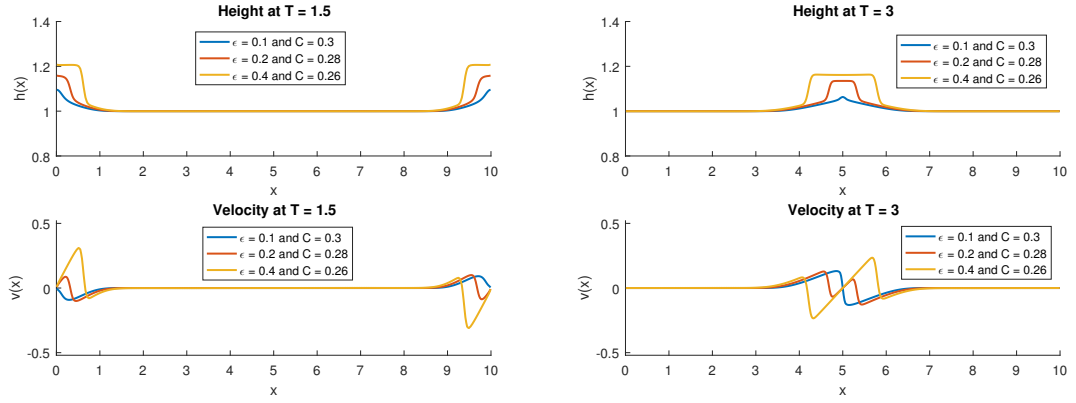 Height at T = 1.5
1.4
1.2
1
0.8
h(x)
ϵ = 0.1 and C = 0.3
ϵ = 0.2 and C = 0.28
ϵ = 0.4 and C = 0.26
0 1 2 3 4 5 6 7 8 9 10
x
Height at T = 3
1.4
1.2
1
0.8
h(x)
ϵ = 0.1 and C = 0.3
ϵ = 0.2 and C = 0.28
ϵ = 0.4 and C = 0.26
0 1 2 3 4 5 6 7 8 9 10
x
Velocity at T = 1.5
0.5
0
-0.5
v(x)
ϵ = 0.1 and C = 0.3
ϵ = 0.2 and C = 0.28
ϵ = 0.4 and C = 0.26
0 1 2 3 4 5 6 7 8 9 10
x
Velocity at T = 3
0.5
0
-0.5
v(x)
ϵ = 0.1 and C = 0.3
ϵ = 0.2 and C = 0.28
ϵ = 0.4 and C = 0.26
0 1 2 3 4 5 6 7 8 9 10
x